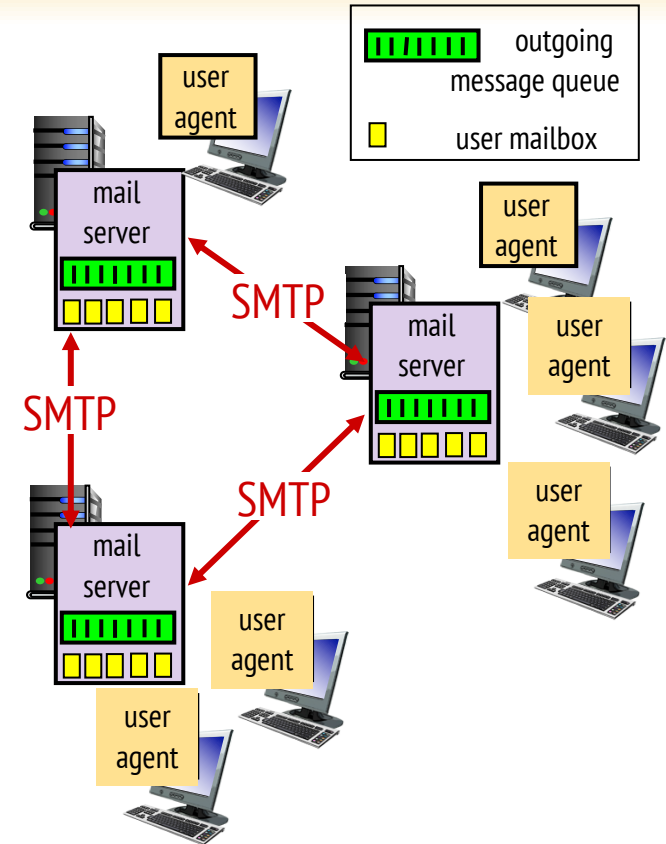 outgoing
message queue
user mailbox
user
agent
mail
server
SMTP
user
agent
mail
server
user
agent
SMTP
SMTP
user
agent
mail
server
user
agent
user
agent